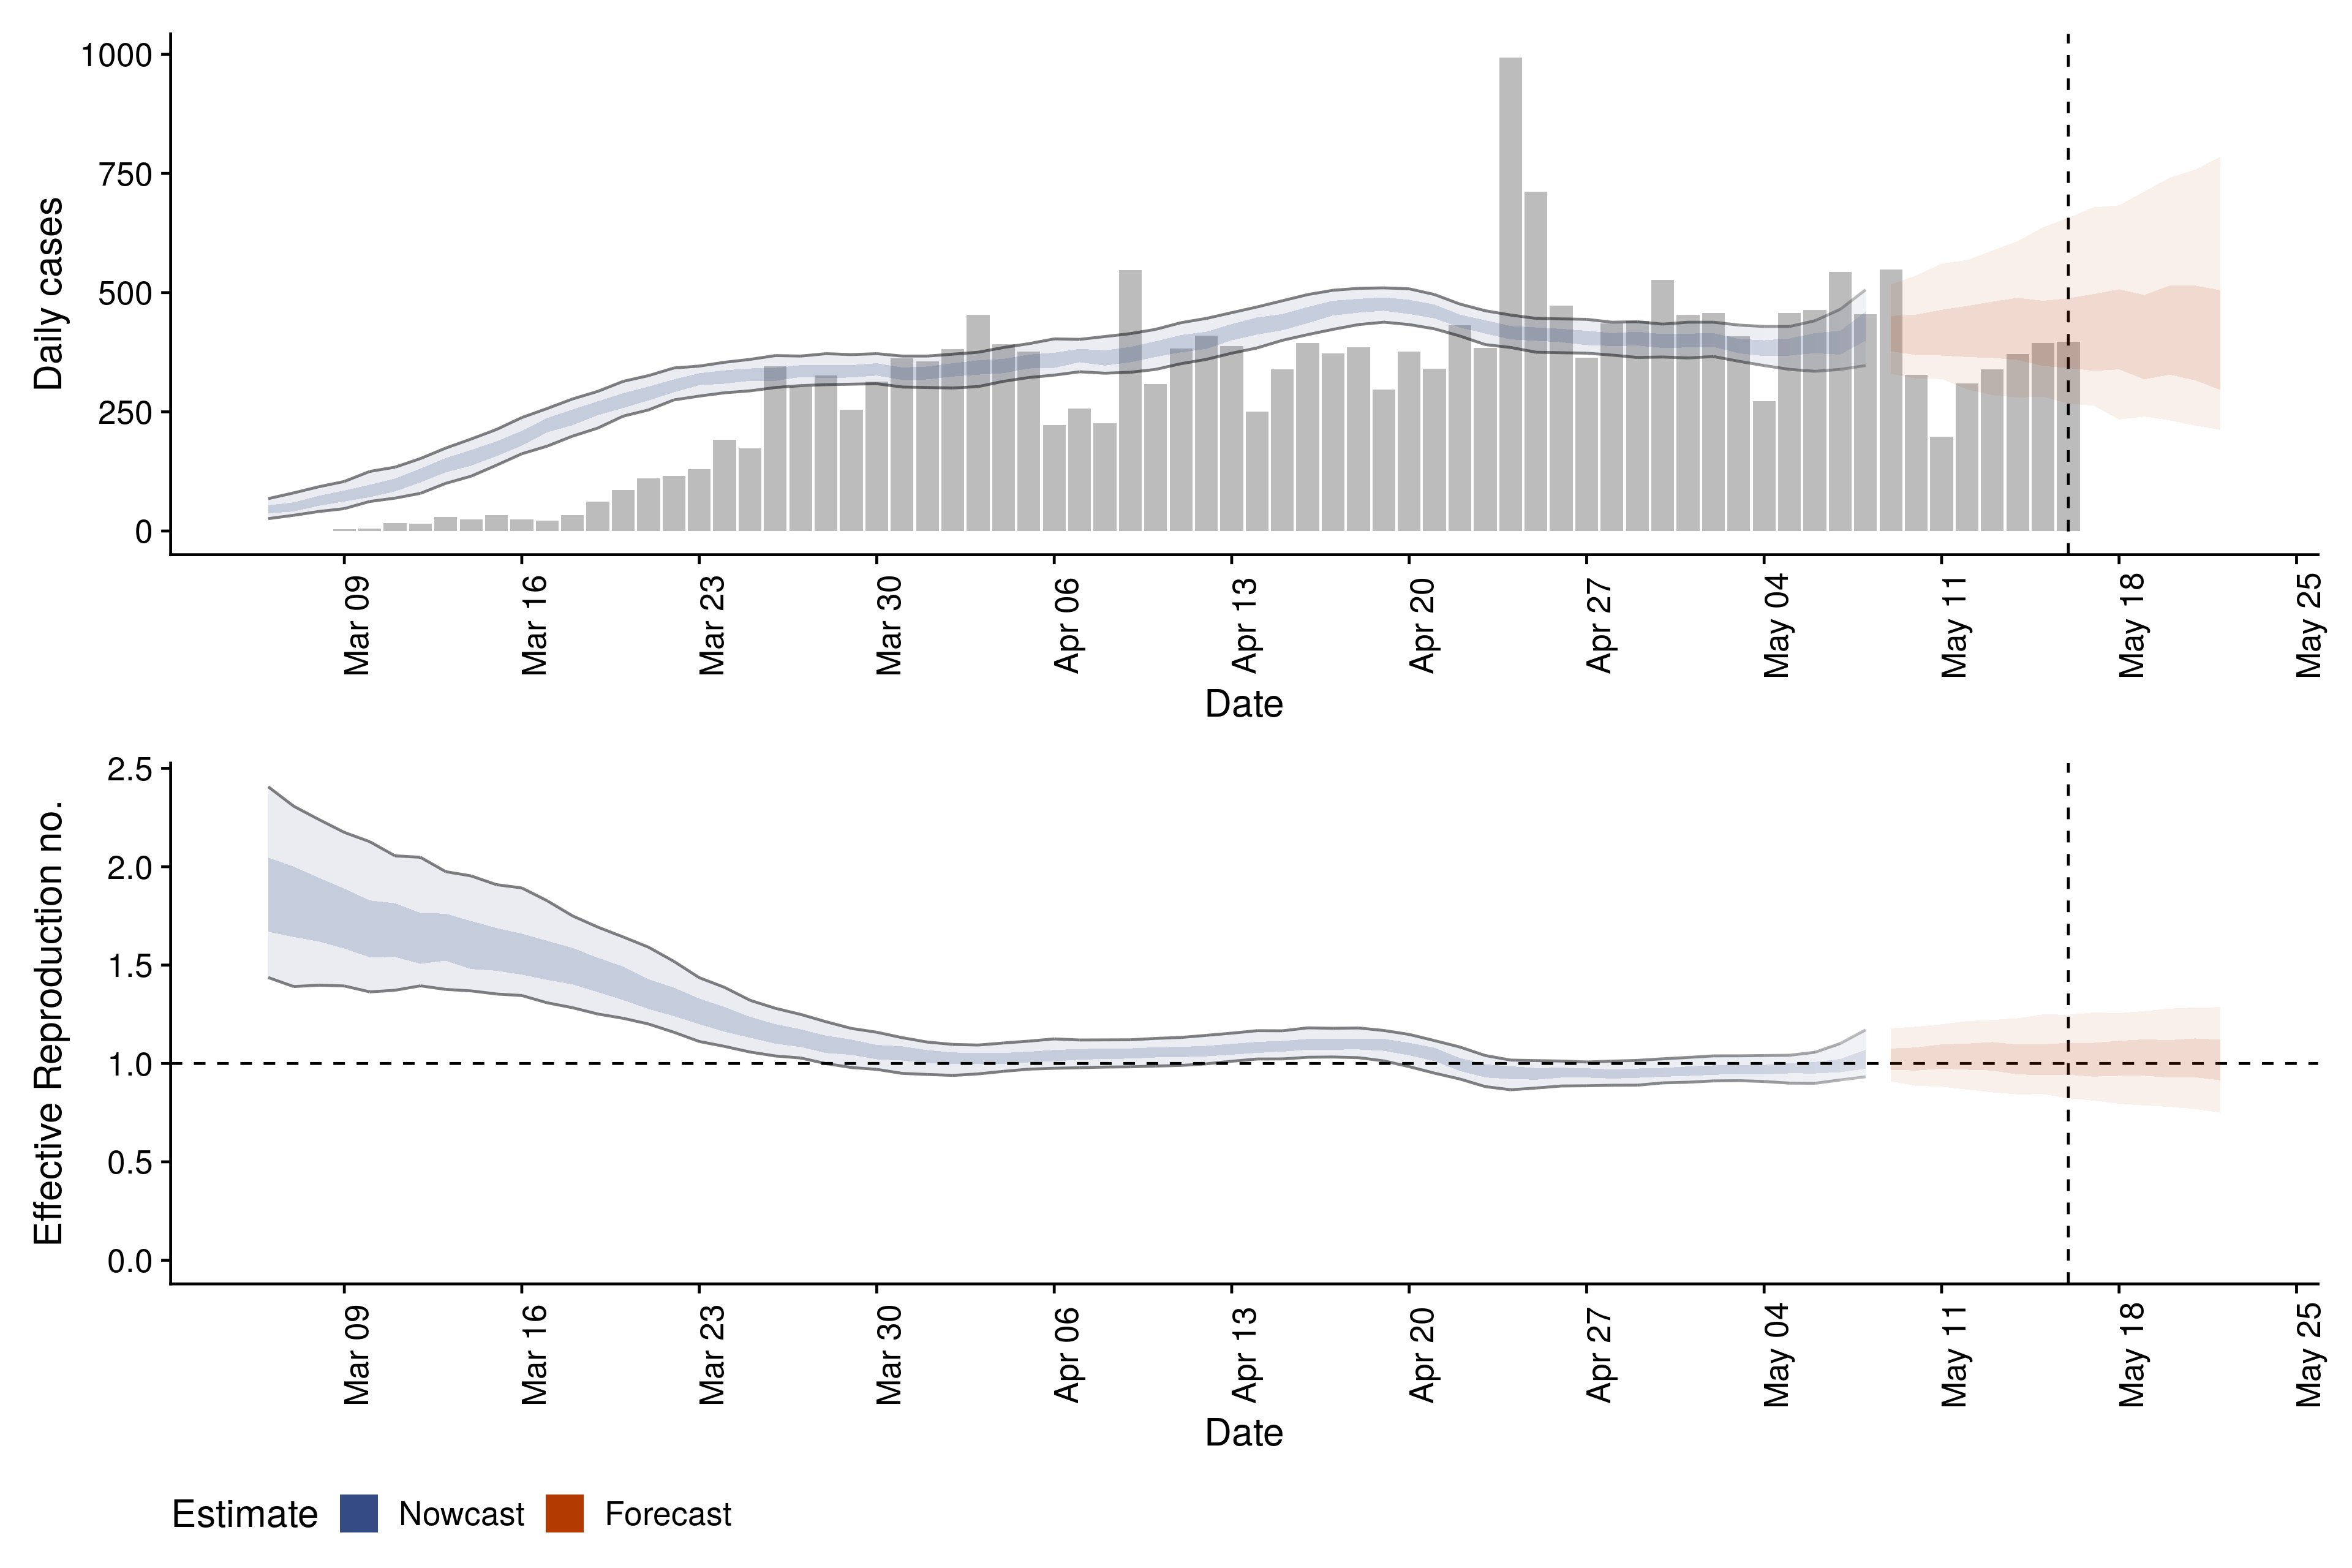 Daily cases
1000
750
500
250
0
Mar 09
Mar 16
Mar 23
Mar 30
Apr 06
Apr 13
Apr 20
Apr 27
May 04
May 11
May 18
May 25
Date
Effective Reproduction no.
2.5
2.0
1.5
1.0
0.5
0.0
Mar 09
Mar 16
Mar 23
Mar 30
Apr 06
Apr 13
Apr 20
Apr 27
May 04
May 11
May 18
May 25
Date
Estimate Nowcast Forecast